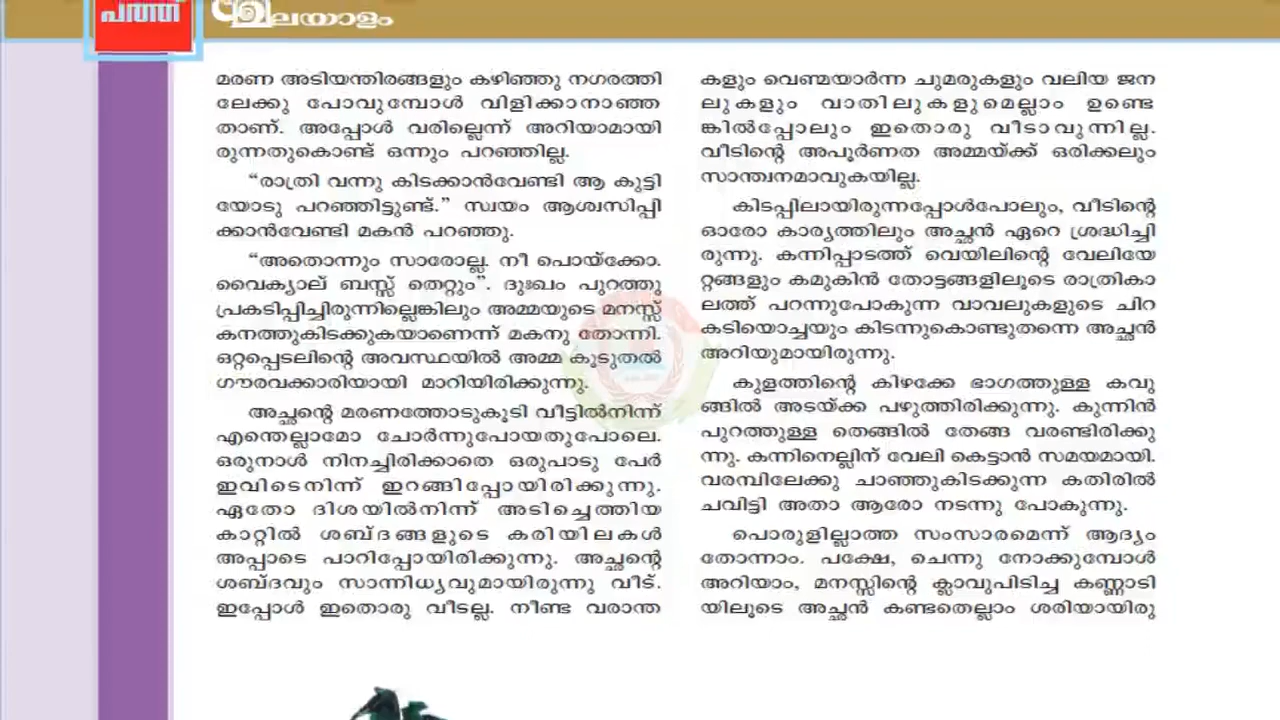 പത്ത്
മലയാളം
മരണ അടിയന്തിരങ്ങളും കഴിഞ്ഞു നഗരത്തി
ലേക്കു പോവുമ്പോൾ വിളിക്കാനാഞ്ഞ
താണ്. അപ്പോൾ വരില്ലെന്ന് അറിയാമായി
രുന്നതുകൊണ്ട് ഒന്നും പറഞ്ഞില്ല.
“രാത്രി വന്നു കിടക്കാൻവേണ്ടി ആ കുട്ടി
യോടു പറഞ്ഞിട്ടുണ്ട്.” സ്വയം ആശ്വസിപ്പി
ക്കാൻവേണ്ടി മകൻ പറഞ്ഞു.
“അതൊന്നും സാരോല്ല. നീ പൊയ്ക്കോ.
വൈക്യാല് ബസ്സ് തെറ്റും”. ദുഃഖം പുറത്തു
പ്രകടിപ്പിച്ചിരുന്നില്ലെങ്കിലും അമ്മയുടെ മനസ്സ്
കനത്തുകിടക്കുകയാണെന്ന് മകനു തോന്നി.
ഒറ്റപ്പെടലിന്റെ അവസ്ഥയിൽ അമ്മ കൂടുതൽ
ഗൗരവക്കാരിയായി മാറിയിരിക്കുന്നു.
അച്ഛന്റെ മരണത്തോടുകൂടി വീട്ടിൽനിന്ന്
എന്തെല്ലാമോ ചോർന്നുപോയതുപോലെ.
ഒരുനാൾ നിനച്ചിരിക്കാതെ ഒരുപാടു പേർ
ഇവിടെനിന്ന് ഇറങ്ങിപ്പോയിരിക്കുന്നു.
ഏതോ ദിശയിൽനിന്ന് അടിച്ചെത്തിയ
കാറ്റിൽ ശബ്ദങ്ങളുടെ കരിയിലകൾ
അപ്പാടെ പാറിപ്പോയിരിക്കുന്നു. അച്ഛന്റെ
ശബ്ദവും സാന്നിധ്യവുമായിരുന്നു വീട്.
ഇപ്പോൾ ഇതൊരു വീടല്ല. നീണ്ട വരാന്ത
കളും വെണ്മയാർന്ന ചുമരുകളും വലിയ ജന
ലുകളും വാതിലുകളുമെല്ലാം ഉണ്ടെ
ങ്കിൽപ്പോലും ഇതൊരു വീടാവുന്നില്ല.
വീടിന്റെ അപൂർണത അമ്മയ്ക്ക് ഒരിക്കലും
സാന്ത്വനമാവുകയില്ല.
കിടപ്പിലായിരുന്നപ്പോൾപോലും, വീടിന്റെ
ഓരോ കാര്യത്തിലും അച്ഛൻ ഏറെ ശ്രദ്ധിച്ചി
രുന്നു. കന്നിപ്പാടത്ത് വെയിലിന്റെ വേലിയേ
റ്റങ്ങളും കമുകിൻ തോട്ടങ്ങളിലൂടെ രാത്രികാ
ലത്ത് പറന്നുപോകുന്ന വാവലുകളുടെ ചിറ
കടിയൊച്ചയും കിടന്നുകൊണ്ടുതന്നെ അച്ഛൻ
അറിയുമായിരുന്നു.
കുളത്തിന്റെ കിഴക്കേ ഭാഗത്തുള്ള കവു
ങ്ങിൽ അടയ്ക്ക പഴുത്തിരിക്കുന്നു. കുന്നിൻ
പുറത്തുള്ള തെങ്ങിൽ തേങ്ങ വരണ്ടിരിക്കു
ന്നു. കന്നിനെല്ലിന് വേലി കെട്ടാൻ സമയമായി.
വരമ്പിലേക്കു ചാഞ്ഞുകിടക്കുന്ന കതിരിൽ
ചവിട്ടി അതാ ആരോ നടന്നു പോകുന്നു.
പൊരുളില്ലാത്ത സംസാരമെന്ന് ആദ്യം
തോന്നാം. പക്ഷേ, ചെന്നു നോക്കുമ്പോൾ
അറിയാം, മനസ്സിന്റെ ക്ലാവുപിടിച്ച കണ്ണാടി
യിലൂടെ അച്ഛൻ കണ്ടതെല്ലാം ശരിയായിരു